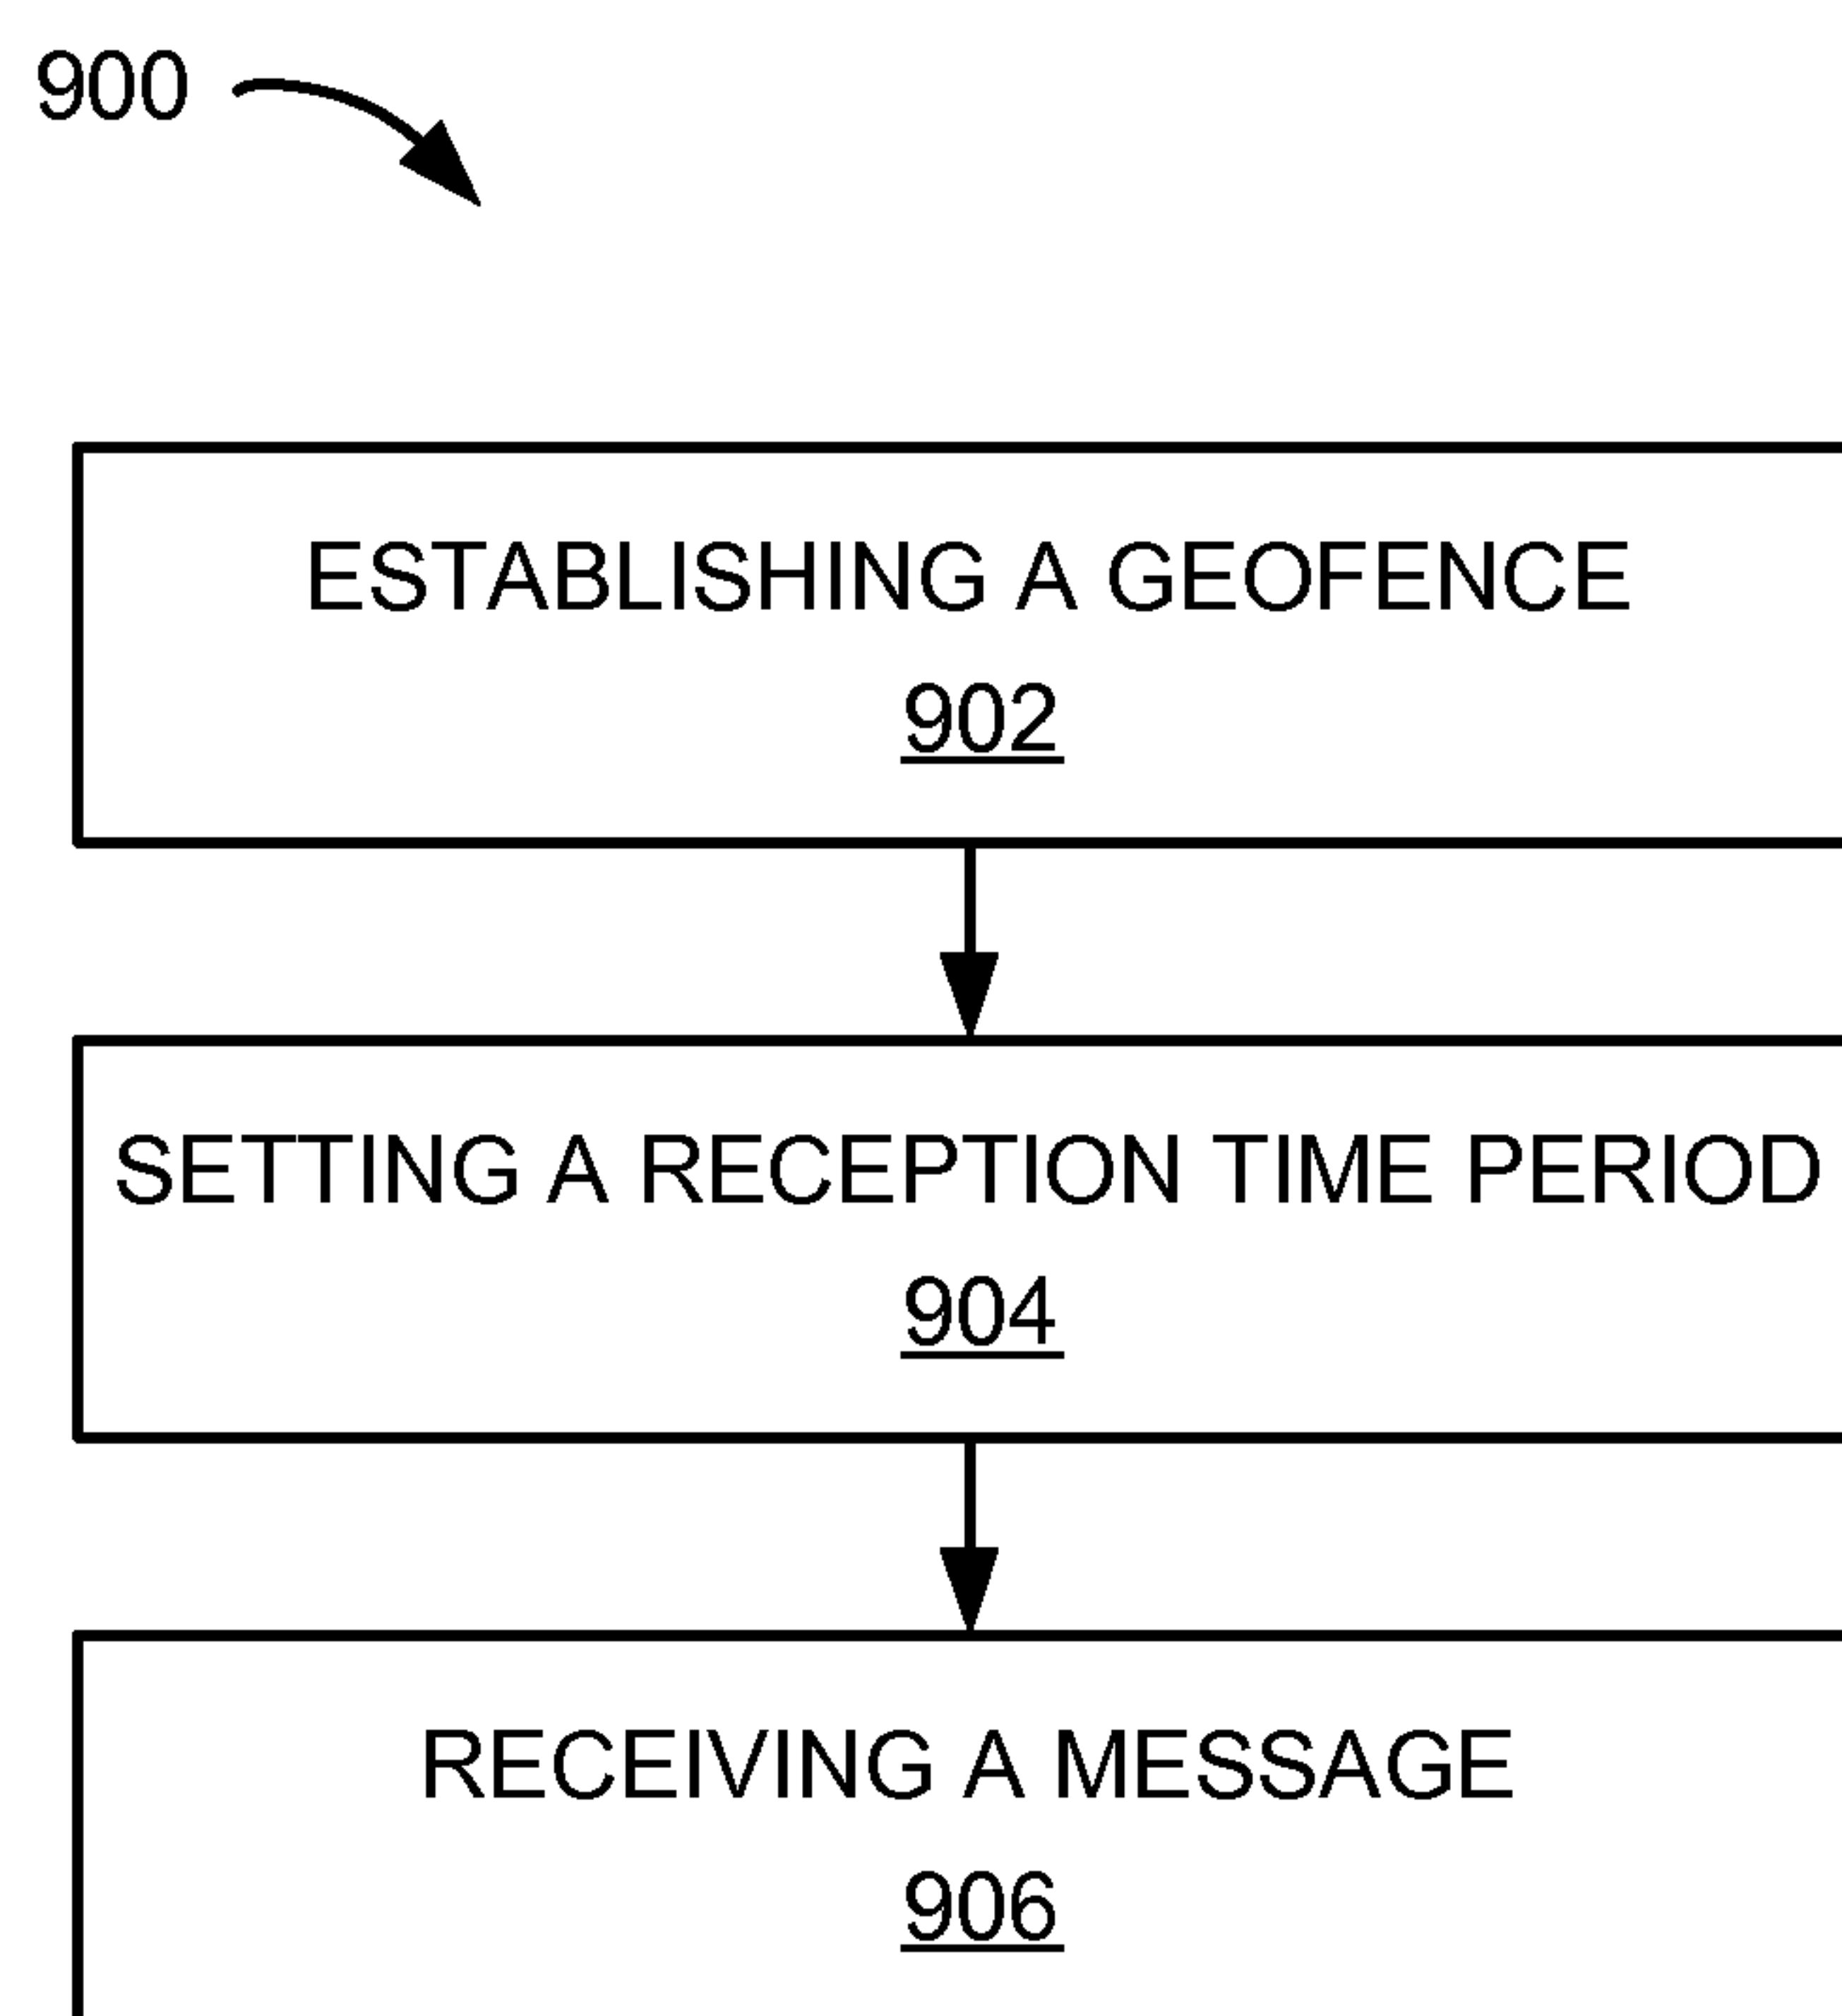 900
ESTABLISHING A GEOFENCE
902
SETTING A RECEPTION TIME PERIOD
904
RECEIVING A MESSAGE
906